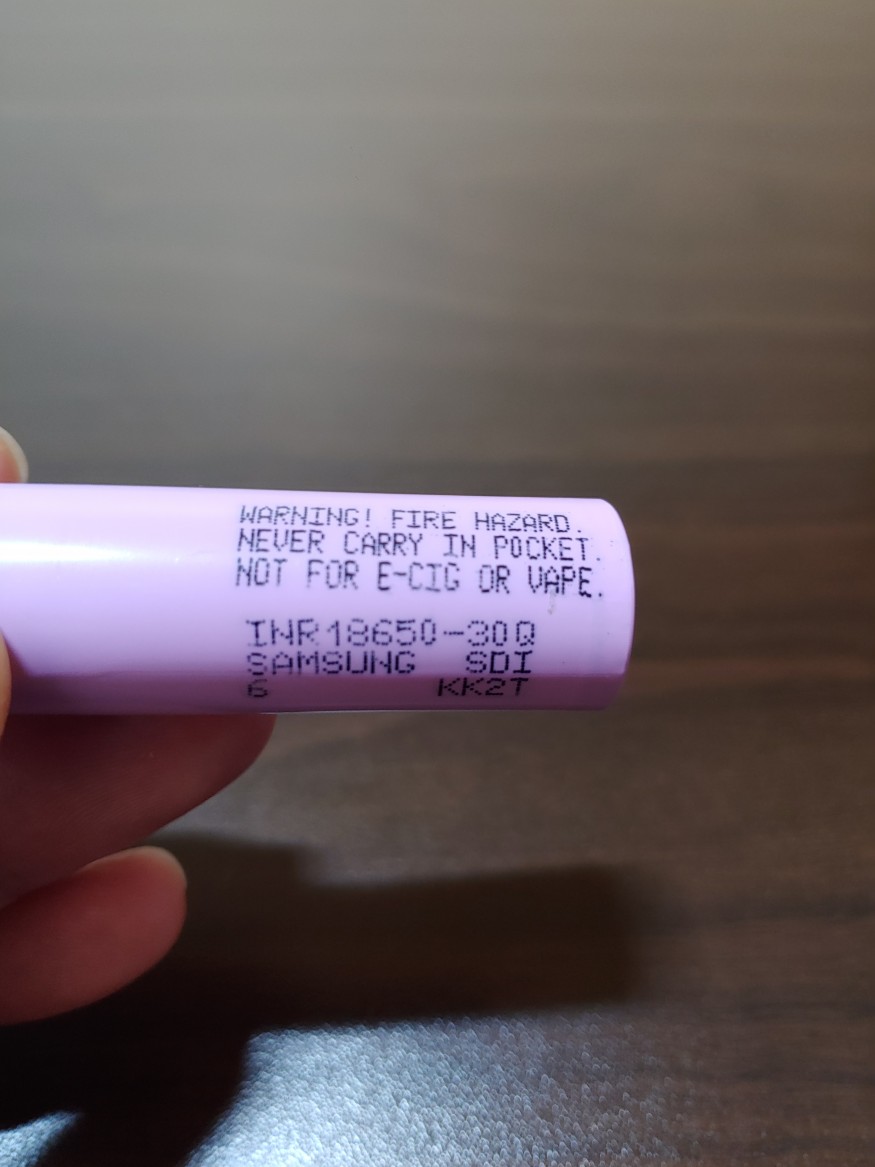 WARNING! FIRE HAZARD.
NEVER CARRY IN POCKET.
NOT FOR E-CIG OR VAPE.
INR18650-30Q
SAMSUNG SDI
6 KK2T